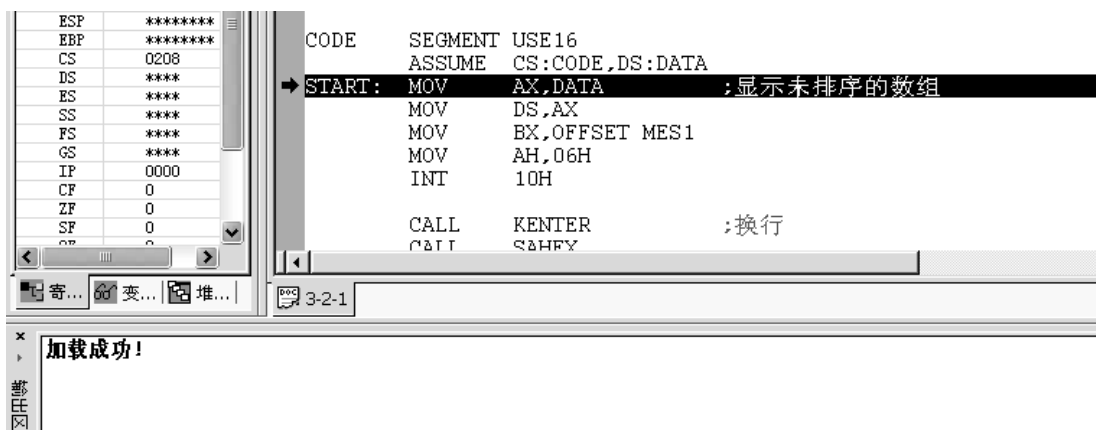 ESP ********
EBP ********
CS 0208
DS ****
ES ****
SS ****
FS ****
GS ****
IP 0000
CF 0
ZF 0
SF 0
CODE SEGMENT USE16
ASSUME CS:CODE,DS:DATA
START: MOV AX,DATA ;显示未排序的数组
MOV DS,AX
MOV BX,OFFSET MES1
MOV AH,06H
INT 10H
CALL KENTER ;换行
CALL SAHEX
寄... 变... 堆...
3-2-1
加载成功!